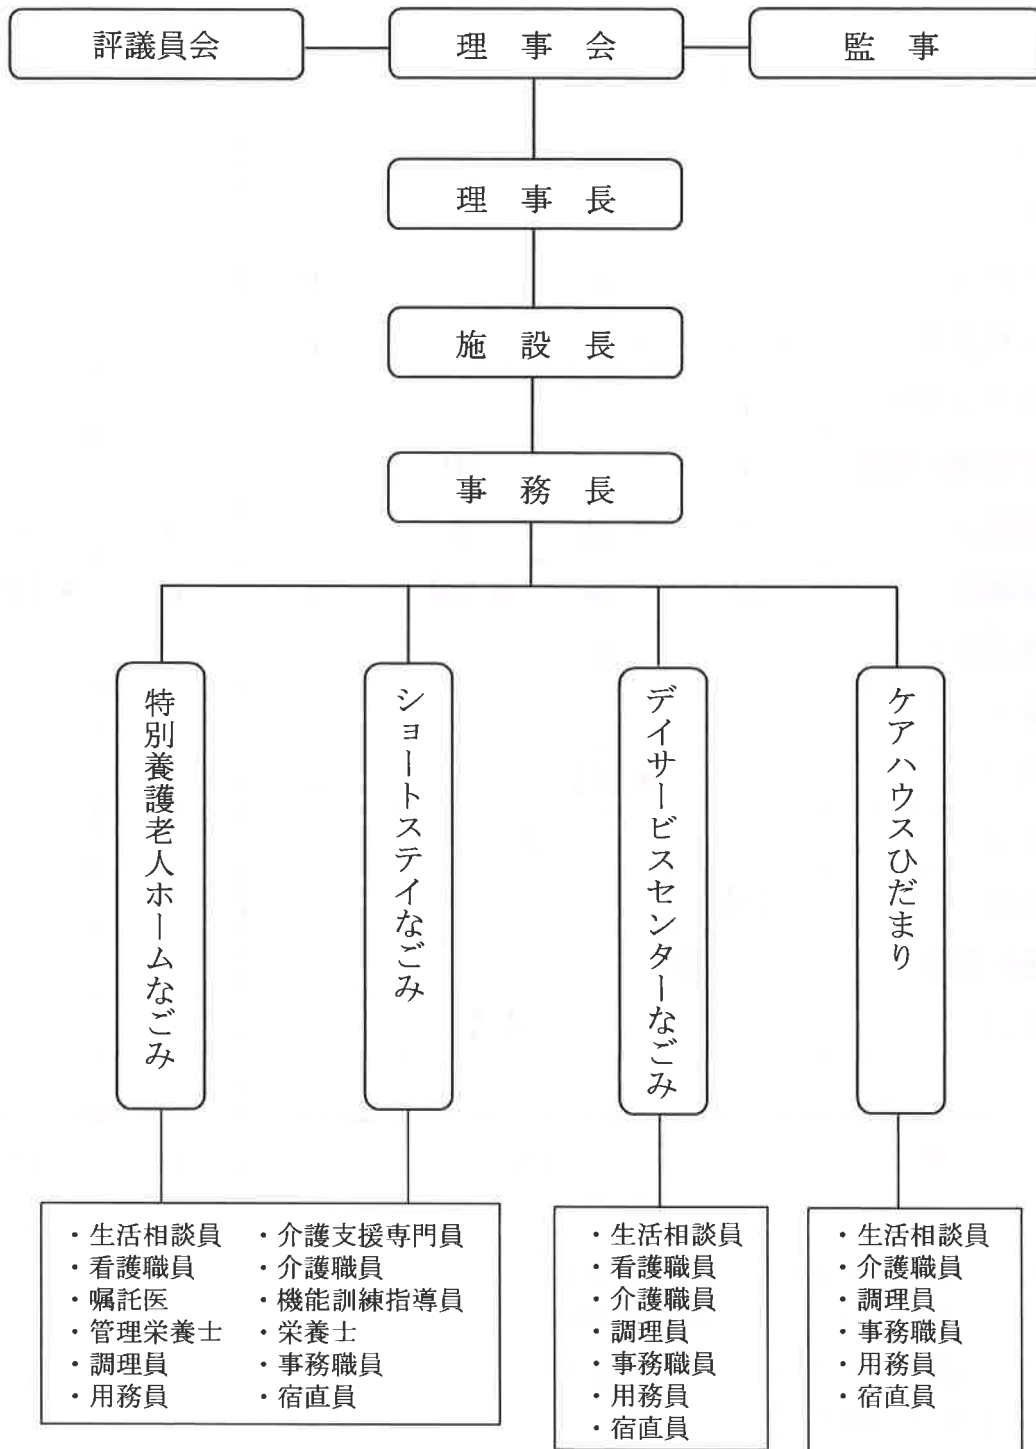 評議員会
理事会
監事
理事長
施設長
事務長
特別養護老人ホームなごみ
ショートステイなごみ
デイサービスセンターなごみ
ケアハウスひだまり
・生活相談員
・看護職員
・嘱託医
・管理栄養士
・調理員
・用務員
・介護支援専門員
・介護職員
・機能訓練指導員
・栄養士
・事務職員
・宿直員
・生活相談員
・看護職員
・介護職員
・調理員
・事務職員
・用務員
・宿直員
・生活相談員
・介護職員
・調理員
・事務職員
・用務員
・宿直員